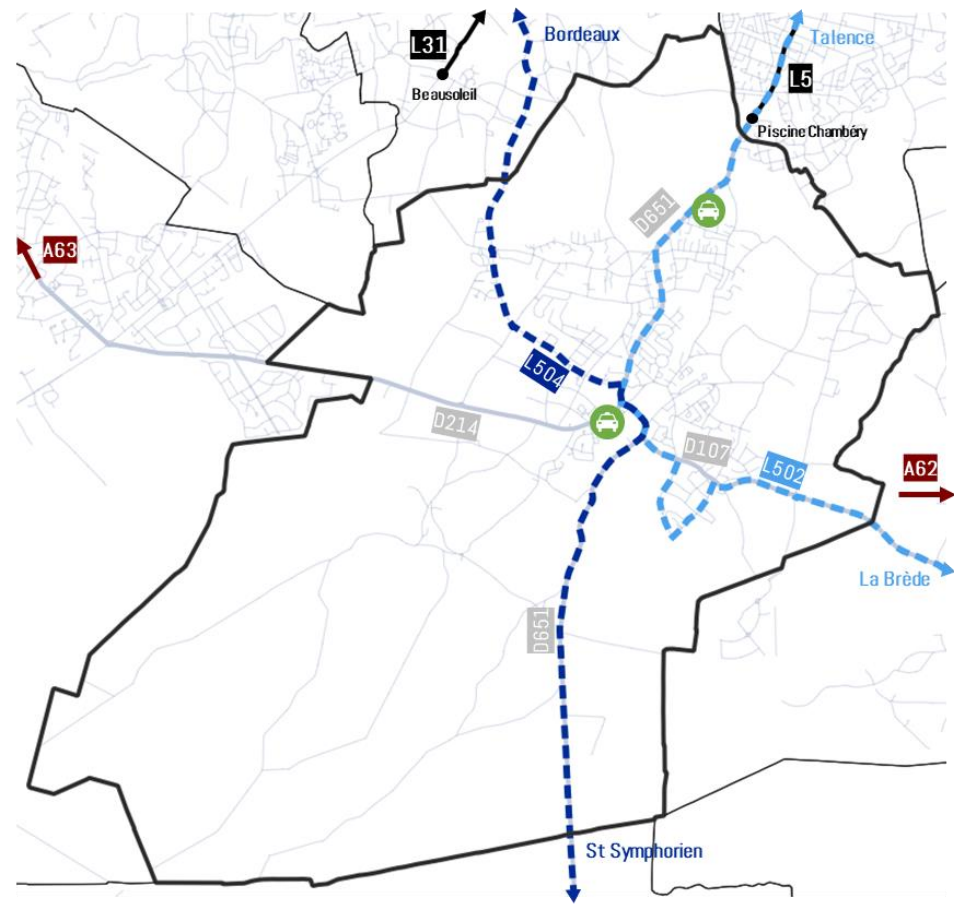 L31
Bordeaux
Talence
L5
Beausoleil
Piscine Chambéry
D651
A63
L504
D214
D107
L502
A62
La Brède
D651
St Symphorien